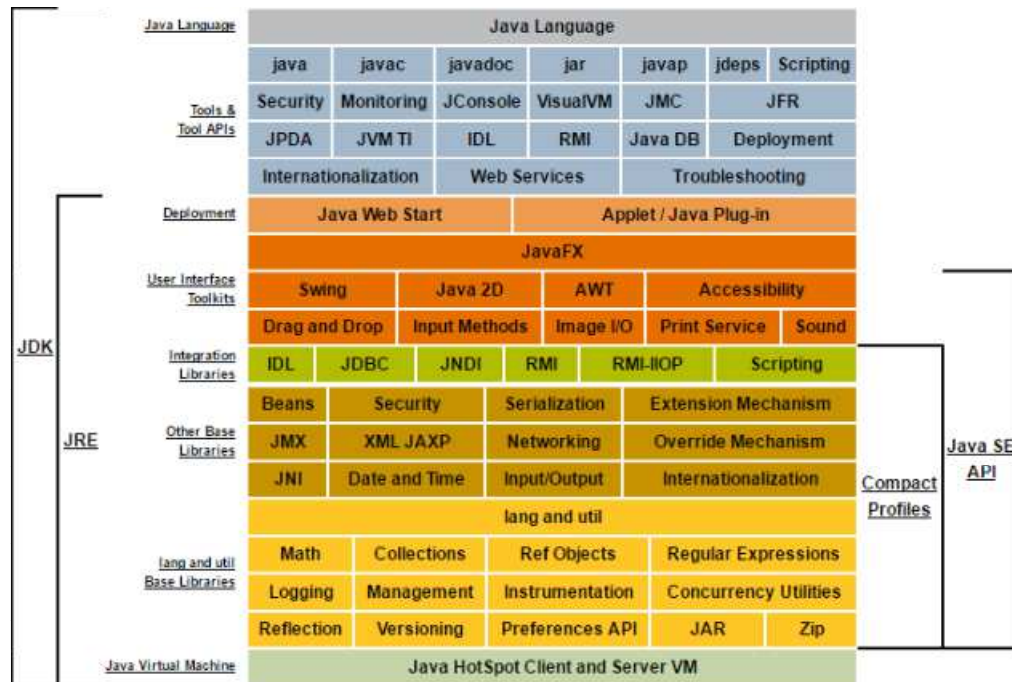 Java Language Java Language
java javac javadoc jar javap jdeps Scripting
Tools & Tool APIs
Security Monitoring JConsole VisualVM JMC JFR
JPDA JVM TI IDL RMI Java DB Deployment
Internationalization Web Services Troubleshooting
Deployment Java Web Start Applet / Java Plug-in
JavaFX
User Interface Toolkits
Swing Java 2D AWT Accessibility
Drag and Drop Input Methods Image I/O Print Service Sound
JDK
Integration Libraries
IDL JDBC JNDI RMI RMI-IIOP Scripting
Beans Security Serialization Extension Mechanism
JRE
Other Base Libraries
JMX XML JAXP Networking Override Mechanism
Java SE API
JNI Date and Time Input/Output Internationalization
Compact Profiles
lang and util
Math Collections Ref Objects Regular Expressions
lang and util Base Libraries
Logging Management Instrumentation Concurrency Utilities
Reflection Versioning Preferences API JAR Zip
Java Virtual Machine Java HotSpot Client and Server VM